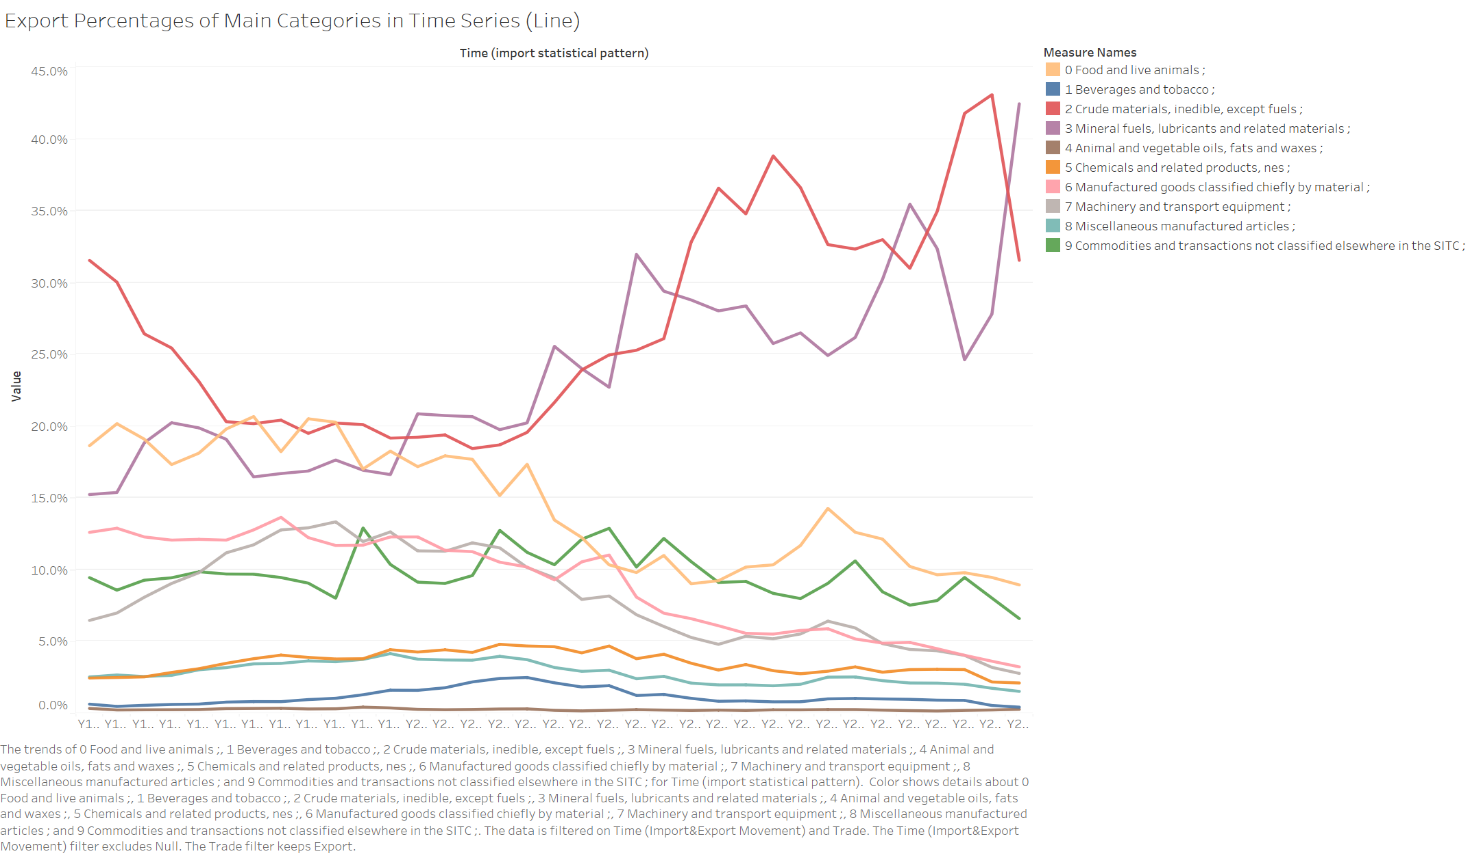 Export Percentages of Main Categories in Time Series (Line)
Time (import statistical pattern)
Measure Names
0 Food and live animals ;
1 Beverages and tobacco ;
2 Crude materials, inedible, except fuels ;
3 Mineral fuels, lubricants and related materials ;
4 Animal and vegetable oils, fats and waxes ;
5 Chemicals and related products, nes ;
6 Manufactured goods classified chiefly by material ;
7 Machinery and transport equipment ;
8 Miscellaneous manufactured articles ;
9 Commodities and transactions not classified elsewhere in the SITC ;
45.0%
40.0%
35.0%
30.0%
25.0%
20.0%
15.0%
10.0%
5.0%
0.0%
Value
Y1.. Y1.. Y1.. Y1.. Y1.. Y1.. Y1.. Y1.. Y1.. Y1.. Y1.. Y1.. Y2.. Y2.. Y2.. Y2.. Y2.. Y2.. Y2.. Y2.. Y2.. Y2.. Y2.. Y2.. Y2.. Y2.. Y2.. Y2.. Y2.. Y2.. Y2.. Y2.. Y2.. Y2.. Y2..
The trends of 0 Food and live animals ;, 1 Beverages and tobacco ;, 2 Crude materials, inedible, except fuels ;, 3 Mineral fuels, lubricants and related materials ;, 4 Animal and
vegetable oils, fats and waxes ;, 5 Chemicals and related products, nes ;, 6 Manufactured goods classified chiefly by material ;, 7 Machinery and transport equipment ;, 8
Miscellaneous manufactured articles ; and 9 Commodities and transactions not classified elsewhere in the SITC ; for Time (import statistical pattern).  Color shows details about 0
Food and live animals ;, 1 Beverages and tobacco ;, 2 Crude materials, inedible, except fuels ;, 3 Mineral fuels, lubricants and related materials ;, 4 Animal and vegetable oils, fats
and waxes ;, 5 Chemicals and related products, nes ;, 6 Manufactured goods classified chiefly by material ;, 7 Machinery and transport equipment ;, 8 Miscellaneous manufactured
articles ; and 9 Commodities and transactions not classified elsewhere in the SITC ;. The data is filtered on Time (Import&Export Movement) and Trade. The Time (Import&Export
Movement) filter excludes Null. The Trade filter keeps Export.